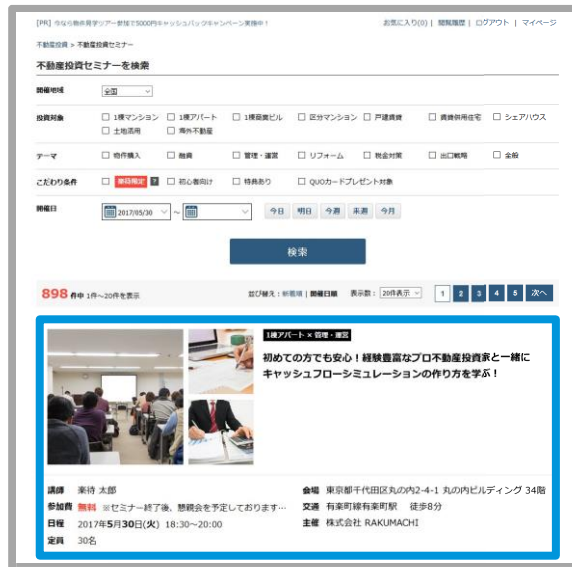 [PR] 今なら物件見学ツアー参加で5000円キャッシュバックキャンペーン実施中！
お気に入り(0) | 閲覧履歴 | ログアウト | マイページ
不動産投資 > 不動産投資セミナー
不動産投資セミナーを検索
開催地域 全国
投資対象 1棟マンション 1棟アパート 1棟商業ビル 区分マンション 戸建賃貸 賃貸併用住宅 シェアハウス
土地活用 海外不動産
テーマ 物件購入 融資 管理・運営 リフォーム 税金対策 出口戦略 全般
こだわり条件 楽待限定 ? 初心者向け 特典あり QUOカードプレゼント対象
開催日 2017/05/30 ～ 今日 明日 今週 来週 今月
検索
898 件中 1件～20件を表示 並び替え：新着順 | 開催日順 表示数： 20件表示 1 2 3 4 5 次へ
1棟アパート × 管理・運営
初めての方でも安心！経験豊富なプロ不動産投資家と一緒に
キャッシュフローシミュレーションの作り方を学ぶ！
講師 楽待 太郎
参加費 無料 ※セミナー終了後、懇親会を予定しております…
日程 2017年5月30日(火) 18:30～20:00
定員 30名
会場 東京都千代田区丸の内2-4-1 丸の内ビルディング 34階
交通 有楽町線有楽町駅 徒歩8分
主催 株式会社 RAKUMACHI